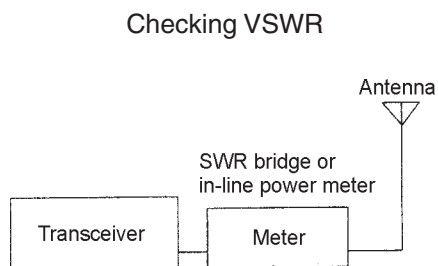 Checking VSWR
Antenna
SWR bridge or
in-line power meter
Transceiver
Meter